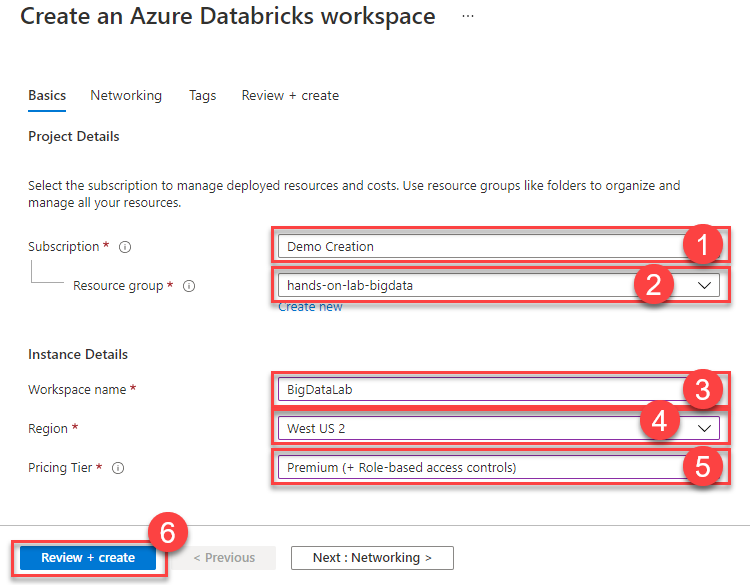 Create an Azure Databricks workspace ...
Basics Networking Tags Review + create
Project Details
Select the subscription to manage deployed resources and costs. Use resource groups like folders to organize and
manage all your resources.
Subscription * Demo Creation 1
Resource group * hands-on-lab-bigdata 2
Create new
Instance Details
Workspace name * BigDataLab 3
Region * West US 2 4
Pricing Tier * Premium (+ Role-based access controls) 5
6
Review + create < Previous Next : Networking >